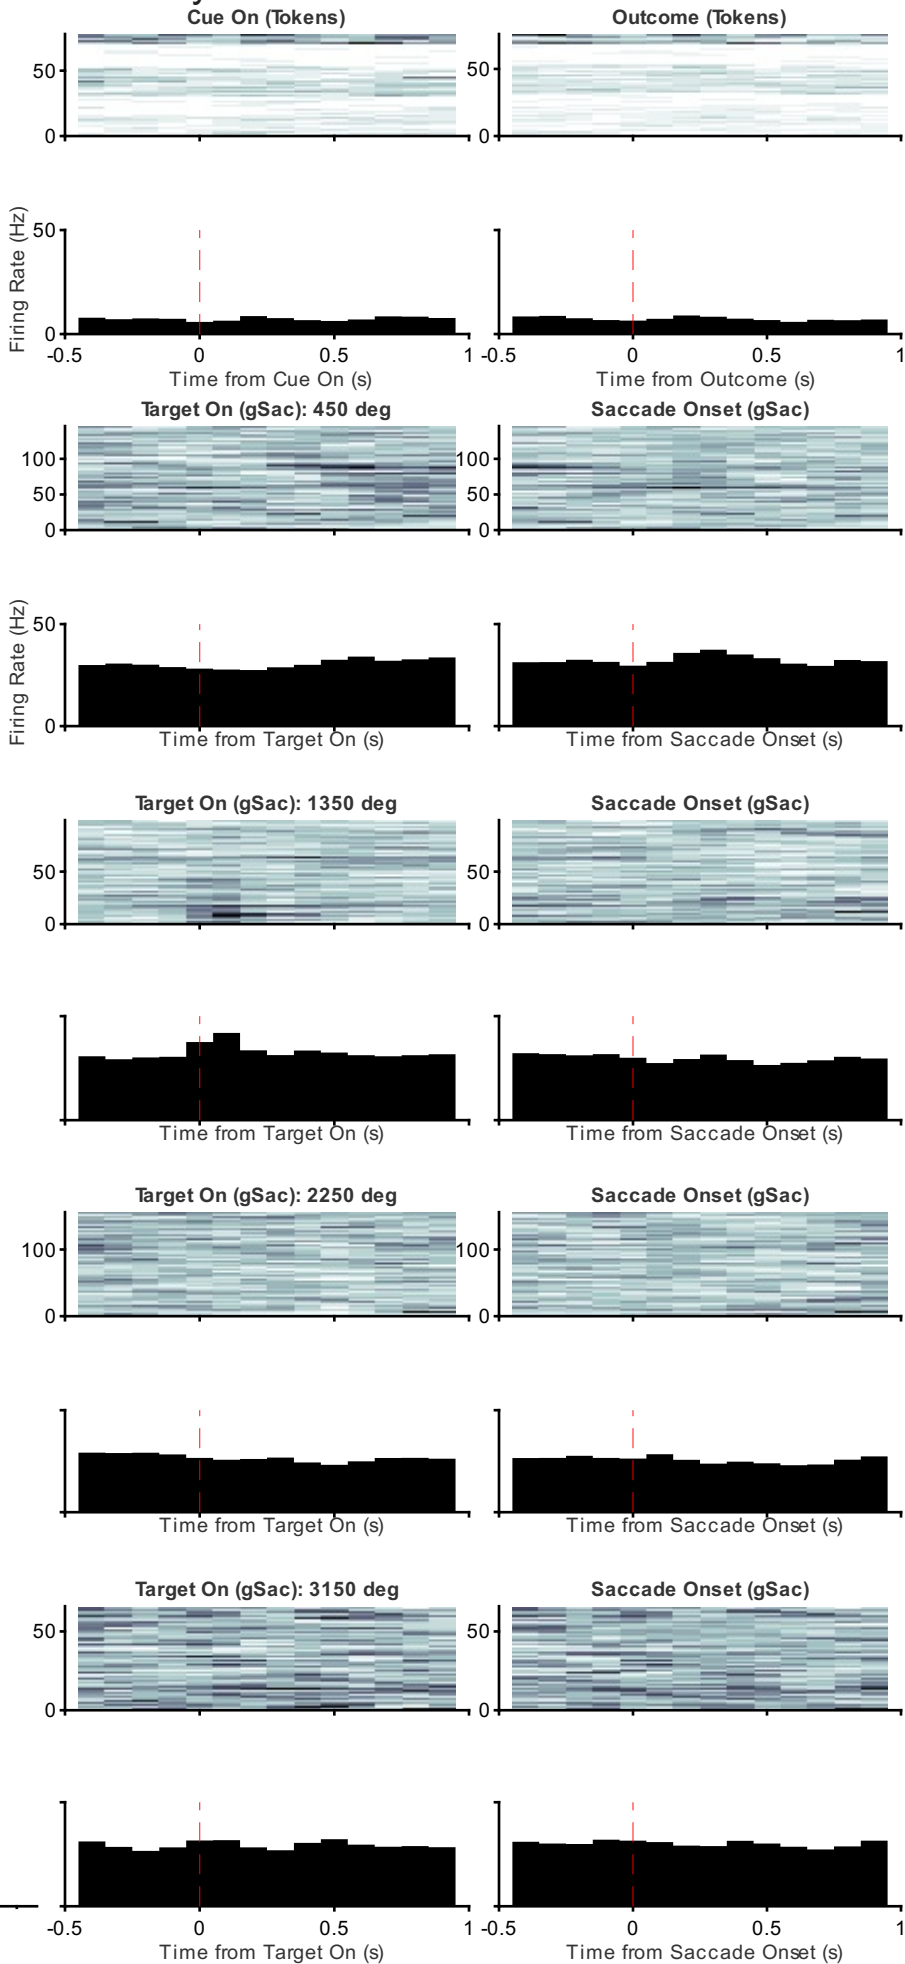 Cue On (Tokens) Outcome (Tokens)
50 50
0 0
Firing Rate (Hz)
50
0
-0.5 0 0.5 1 -0.5 0 0.5 1
Time from Cue On (s) Time from Outcome (s)
Target On (gSac): 450 deg Saccade Onset (gSac)
100 100
50 50
0 0
Firing Rate (Hz)
50
0
Time from Target On (s) Time from Saccade Onset (s)
Target On (gSac): 1350 deg Saccade Onset (gSac)
50 50
0 0
Time from Target On (s) Time from Saccade Onset (s)
Target On (gSac): 2250 deg Saccade Onset (gSac)
100 100
0 0
Time from Target On (s) Time from Saccade Onset (s)
Target On (gSac): 3150 deg Saccade Onset (gSac)
50 50
0 0
-0.5 0 0.5 1 -0.5 0 0.5 1
Time from Target On (s) Time from Saccade Onset (s)